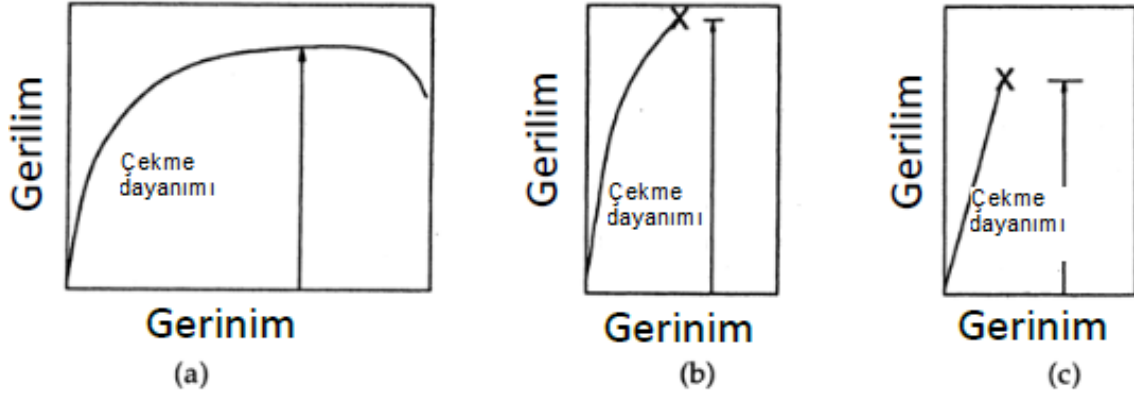 Gerilim
Çekme
dayanımı
Gerinim
(a)
Gerilim
X
Çekme
dayanımı
Gerinim
(b)
Gerilim
X
Çekme
dayanımı
Gerinim
(c)